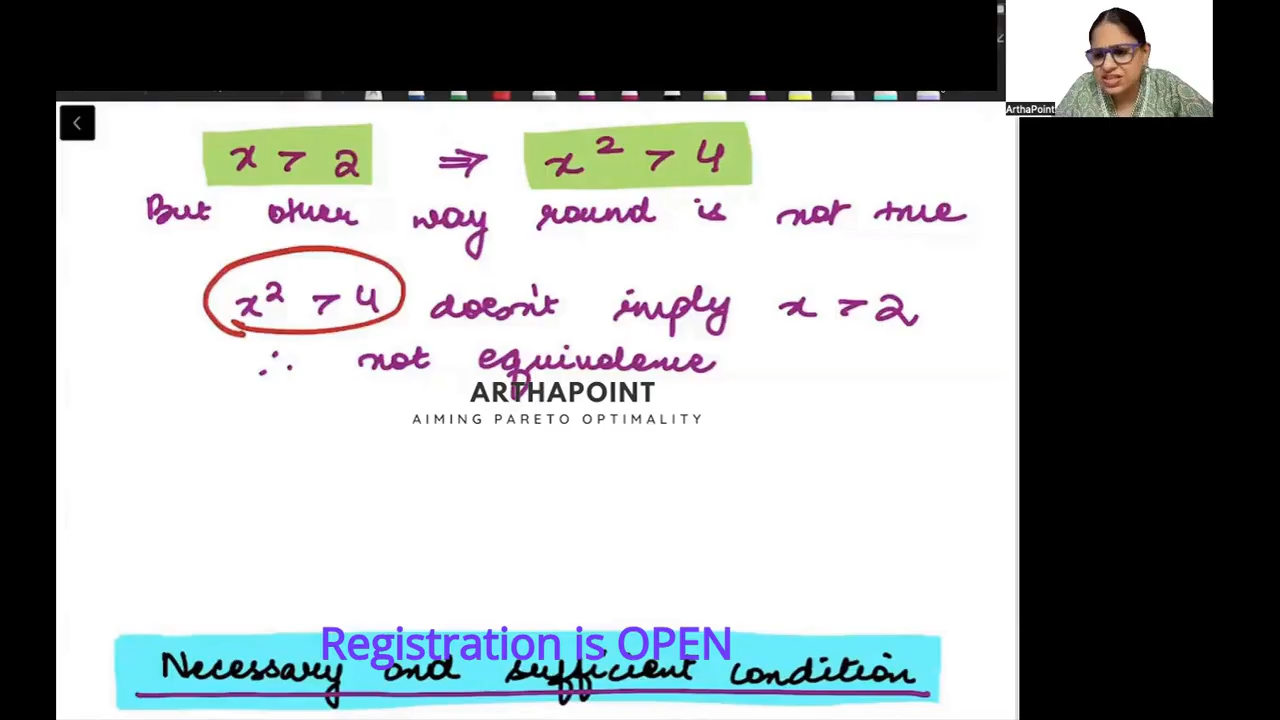 ArthaPoint
x > 2 ⇒ x² > 4
But other way round is not true
x² > 4 doesn't imply x > 2
∴ not equivalence
ARTHAPOINT
AIMING PARETO OPTIMALITY
Registration is OPEN
Necessary and sufficient condition